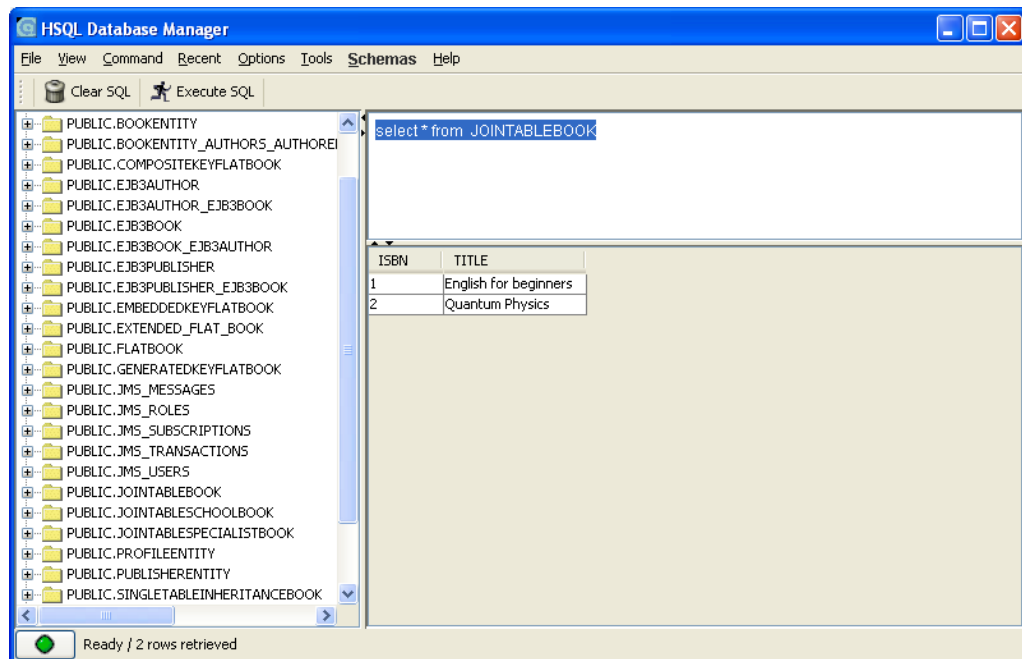 HSQL Database Manager
File View Command Recent Options Tools Schemas Help
Clear SQL Execute SQL
PUBLIC.BOOKENTITY
PUBLIC.BOOKENTITY_AUTHORS_AUTHOREI
PUBLIC.COMPOSITEKEYFLATBOOK
PUBLIC.EJB3AUTHOR
PUBLIC.EJB3AUTHOR_EJB3BOOK
PUBLIC.EJB3BOOK
PUBLIC.EJB3BOOK_EJB3AUTHOR
PUBLIC.EJB3PUBLISHER
PUBLIC.EJB3PUBLISHER_EJB3BOOK
PUBLIC.EMBEDDEDKEYFLATBOOK
PUBLIC.EXTENDED_FLAT_BOOK
PUBLIC.FLATBOOK
PUBLIC.GENERATEDKEYFLATBOOK
PUBLIC.JMS_MESSAGES
PUBLIC.JMS_ROLES
PUBLIC.JMS_SUBSCRIPTIONS
PUBLIC.JMS_TRANSACTIONS
PUBLIC.JMS_USERS
PUBLIC.JOINTABLEBOOK
PUBLIC.JOINTABLESCHOOLBOOK
PUBLIC.JOINTABLESPECIALISTBOOK
PUBLIC.PROFILEENTITY
PUBLIC.PUBLISHERENTITY
PUBLIC.SINGLETABLEINHERITANCEBOOK
select * from JOINTABLEBOOK
ISBN TITLE
1 English for beginners
2 Quantum Physics
Ready / 2 rows retrieved